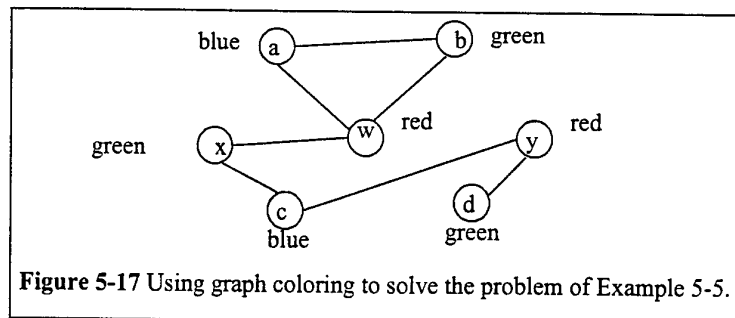 blue a b green
w red
green x y red
c d
blue green
Figure 5-17 Using graph coloring to solve the problem of Example 5-5.